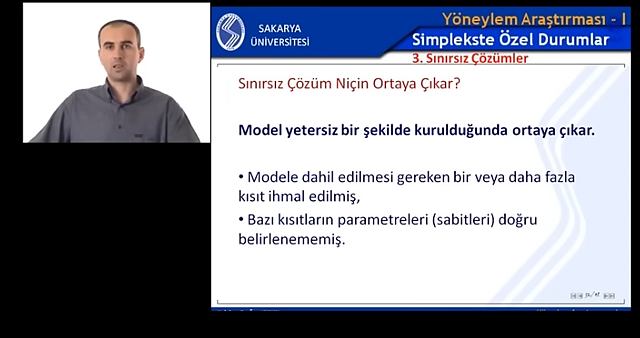 SAKARYA
ÜNİVERSİTESİ
Yöneylem Araştırması - I
Simplekste Özel Durumlar
3. Sınırsız Çözümler
Sınırsız Çözüm Niçin Ortaya Çıkar?
Model yetersiz bir şekilde kurulduğunda ortaya çıkar.
• Modele dahil edilmesi gereken bir veya daha fazla
kısıt ihmal edilmiş,
• Bazı kısıtların parametreleri (sabitleri) doğru
belirlenememiş.